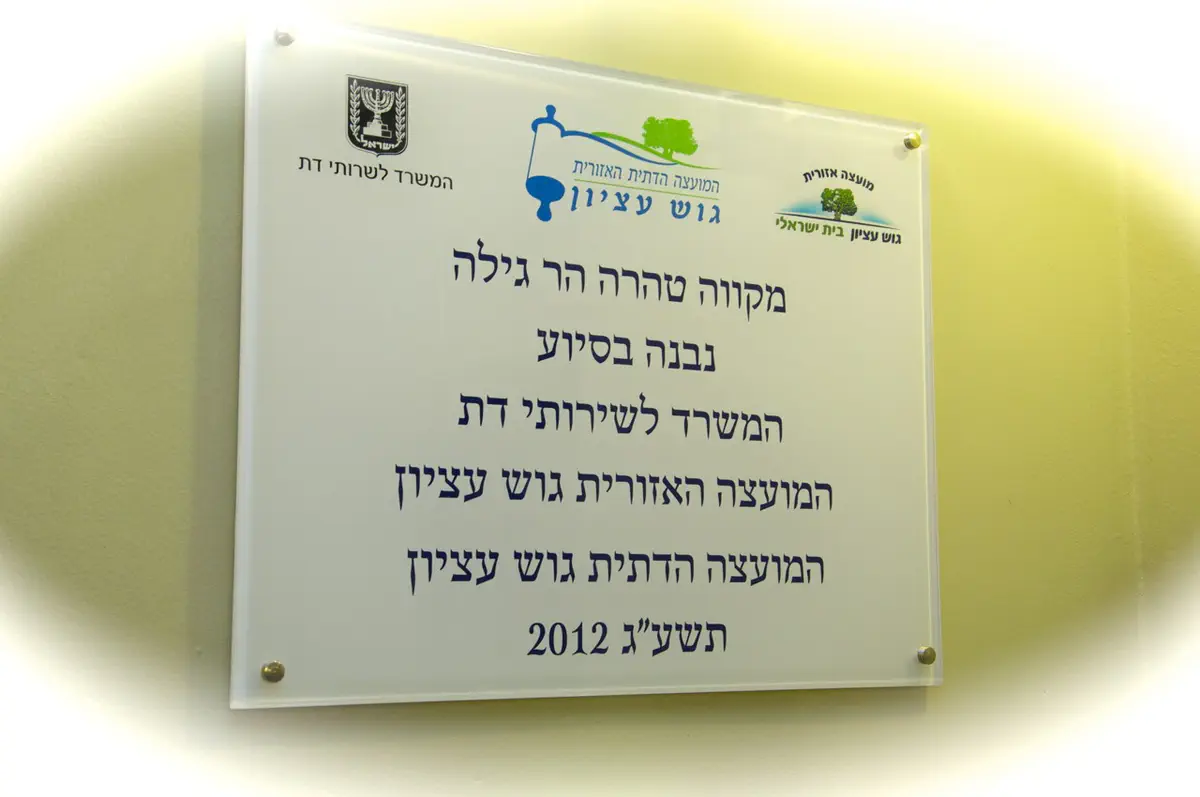 ישראל
המשרד לשרותי דת
המועצה הדתית האזורית
גוש עציון
מועצה אזורית
גוש עציון בית ישראלי
מקווה טהרה הר גילה
נבנה בסיוע
המשרד לשירותי דת
המועצה האזורית גוש עציון
המועצה הדתית גוש עציון
תשע"ג 2012